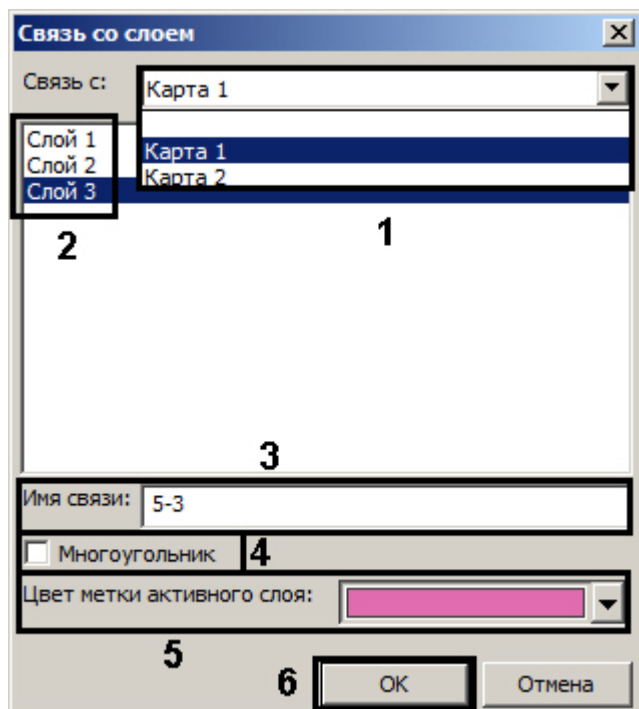 Связь со слоем
Связь с: Карта 1
Слой 1
Слой 2
Слой 3
Карта 1
Карта 2
1
2
3
Имя связи: 5-3
Многоугольник 4
Цвет метки активного слоя:
5
6 OK Отмена